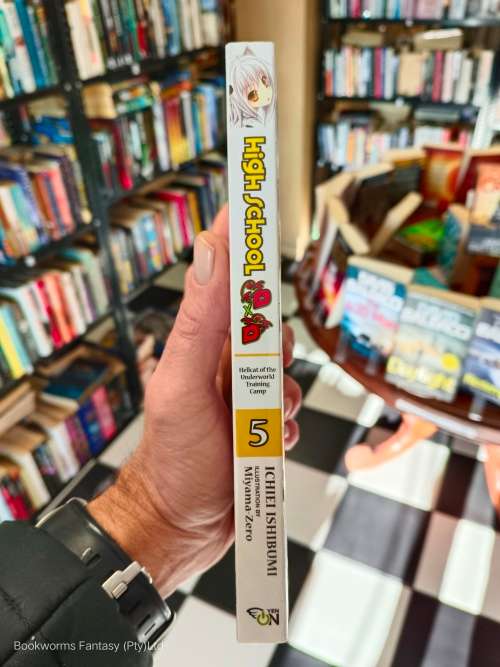 High School
D×D
Hellcat of the
Underworld
Training
Camp
5
ICHIEI ISHIBUMI
ILLUSTRATION BY
Miyama-Zero
YEN
ON
Bookworms Fantasy (Pty)Ltd